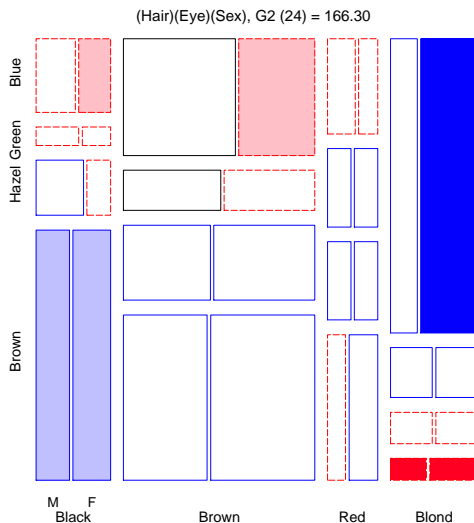 (Hair)(Eye)(Sex), G2 (24) = 166.30
Blue
Green
Hazel
Brown
M F
Black Brown Red Blond